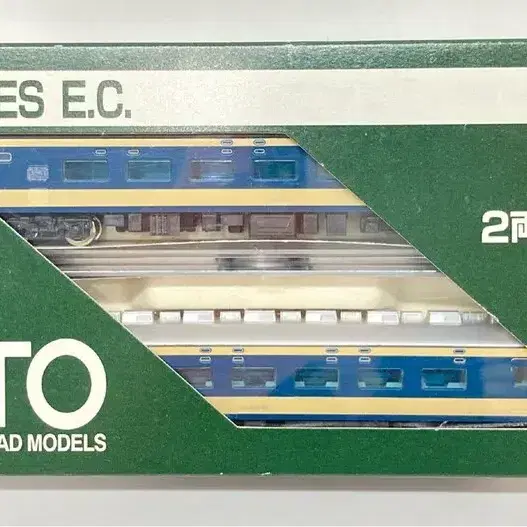 ES E.C.
2両
TO
AD MODELS